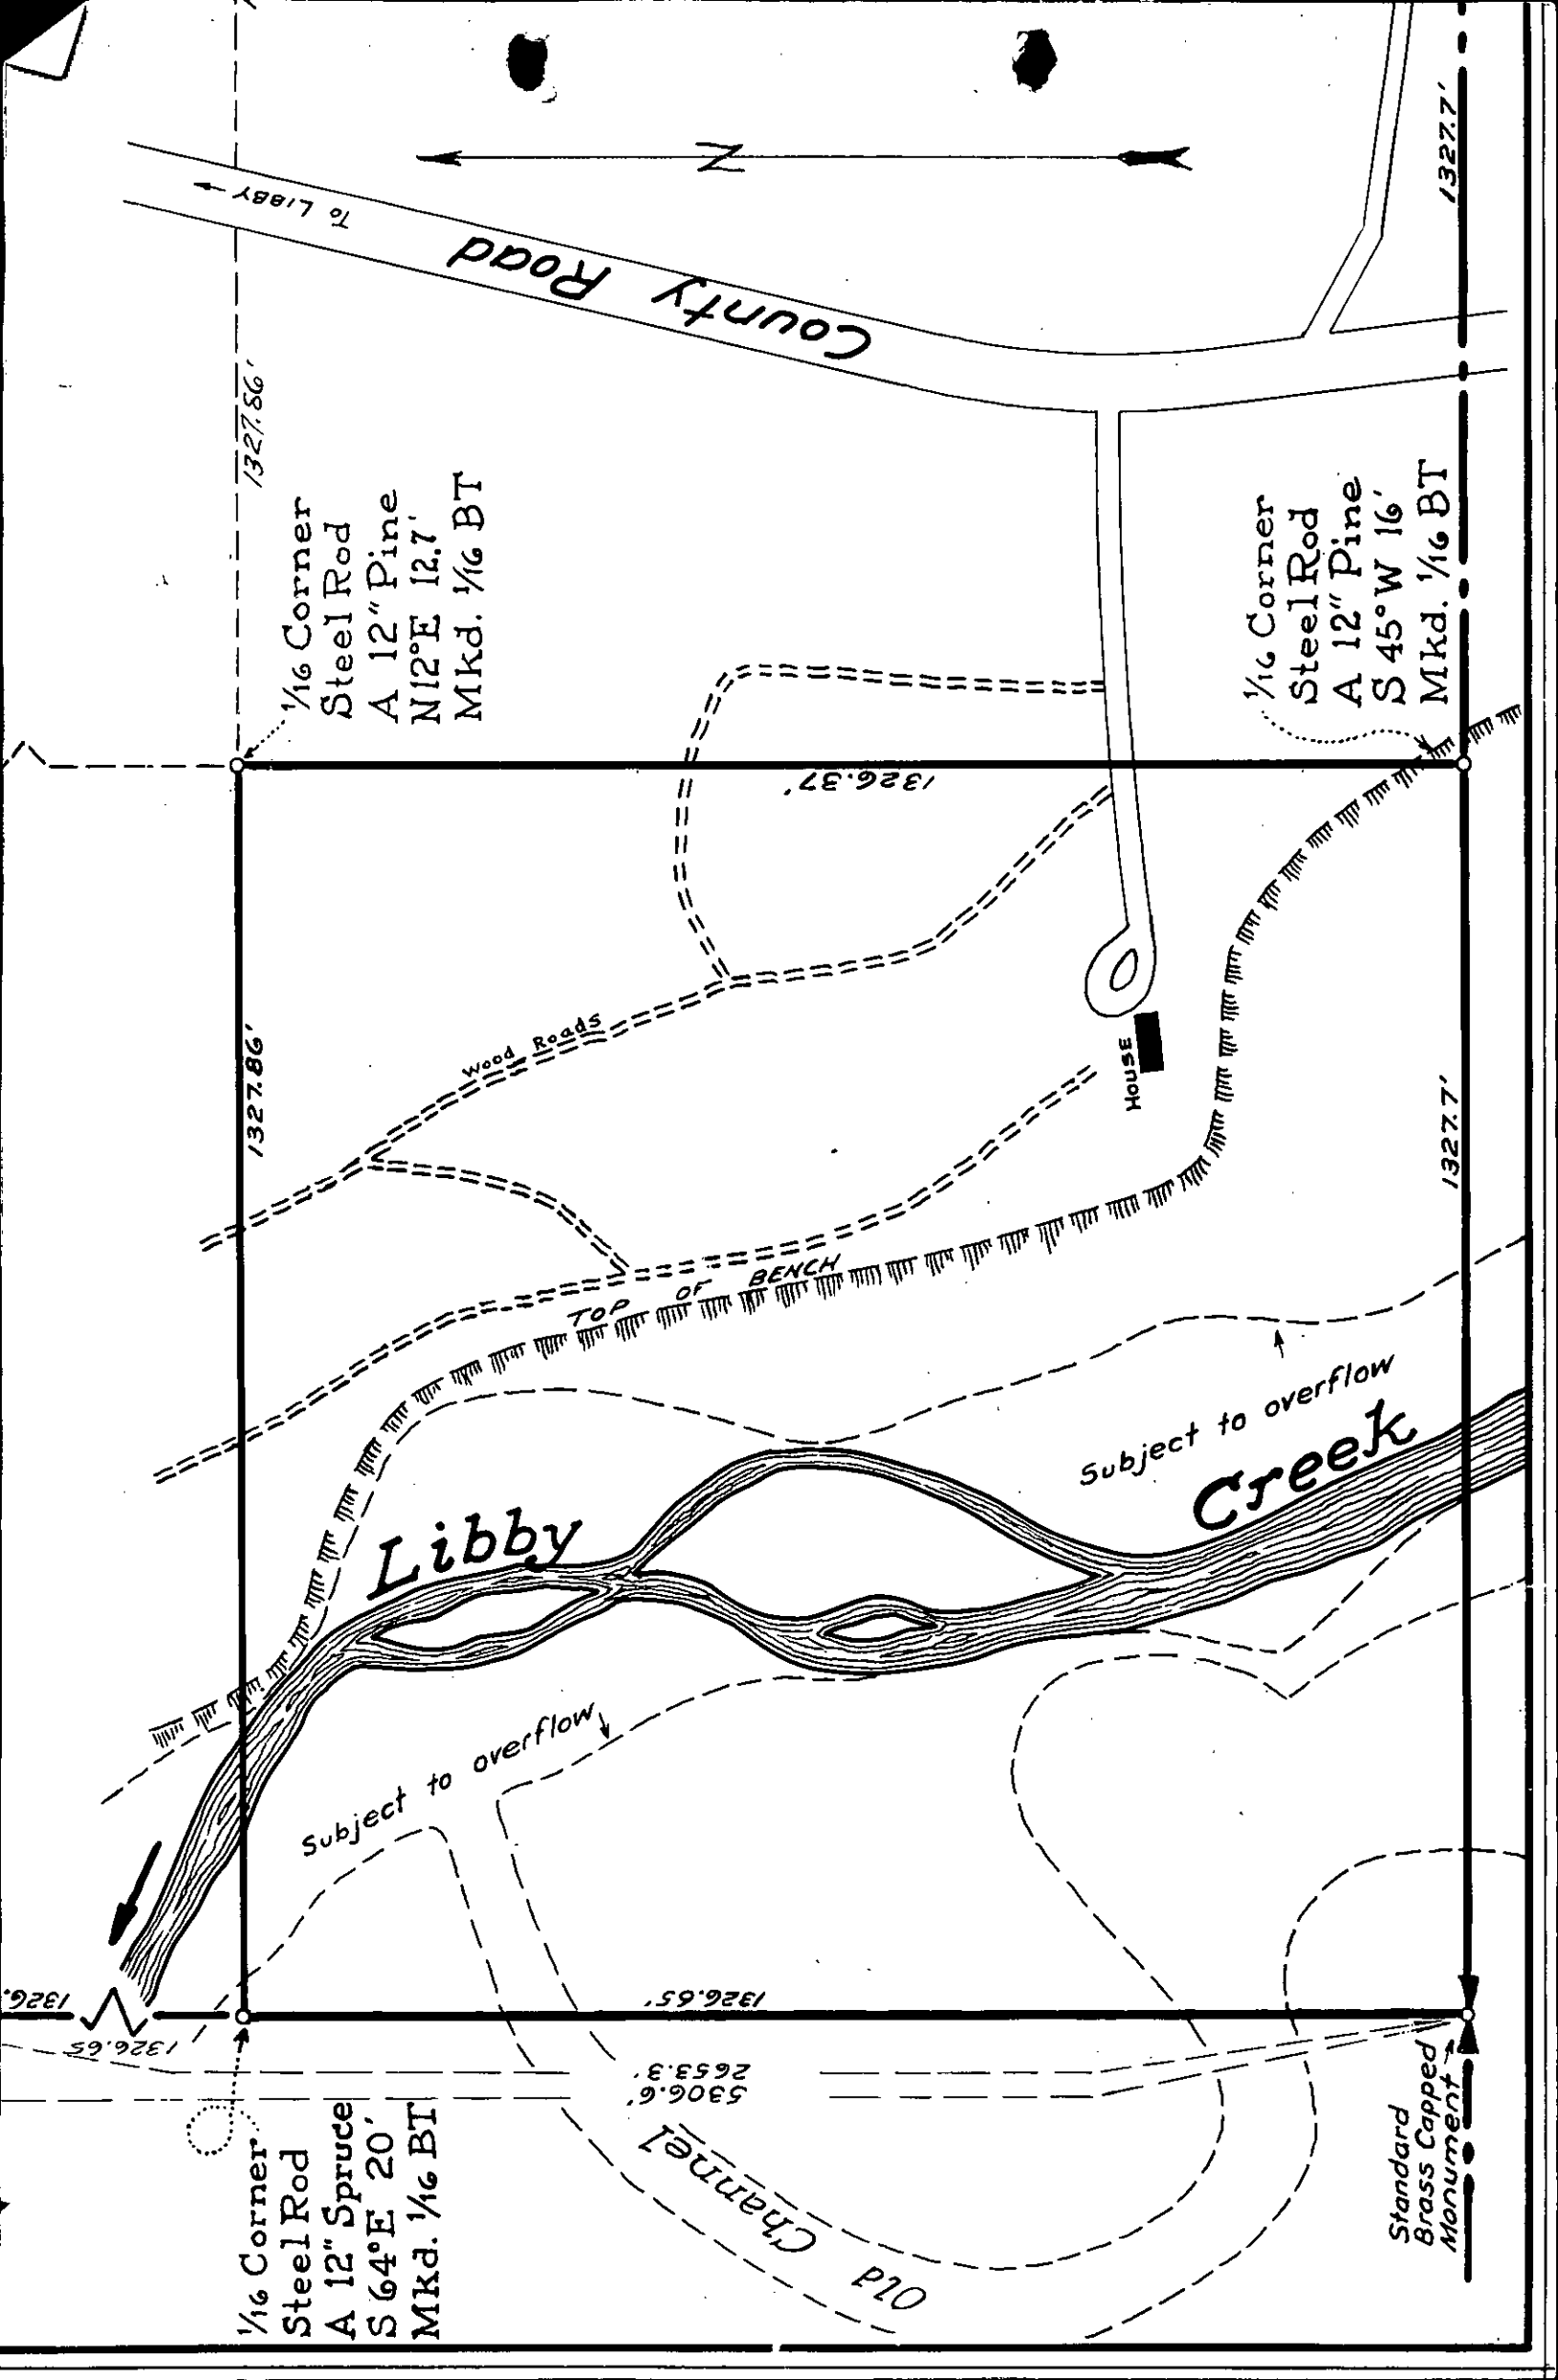 1/16 Corner
Steel Rod
A 12" Spruce
S 64°E 20'
Mkd. 1/16 BT
1327.86'
1/16 Corner
Steel Rod
A 12" Pine
N12°E 12.7'
Mkd. 1/16 BT
1327.86'
To LIBBY
County Road
N
1326.65
1326.65'
2653.3'
5306.6'
Old Channel
Subject to overflow
Libby
Creek
Subject to overflow
TOP OF BENCH
Wood Roads
HOUSE
1326.37'
Standard
Brass Capped
Monument
1327.7'
1/16 Corner
Steel Rod
A 12" Pine
S 45°W 16'
Mkd. 1/16 BT
1327.7'